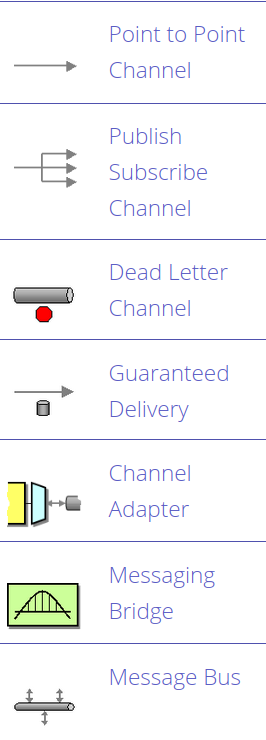 Point to Point
Channel
Publish
Subscribe
Channel
Dead Letter
Channel
Guaranteed
Delivery
Channel
Adapter
Messaging
Bridge
Message Bus